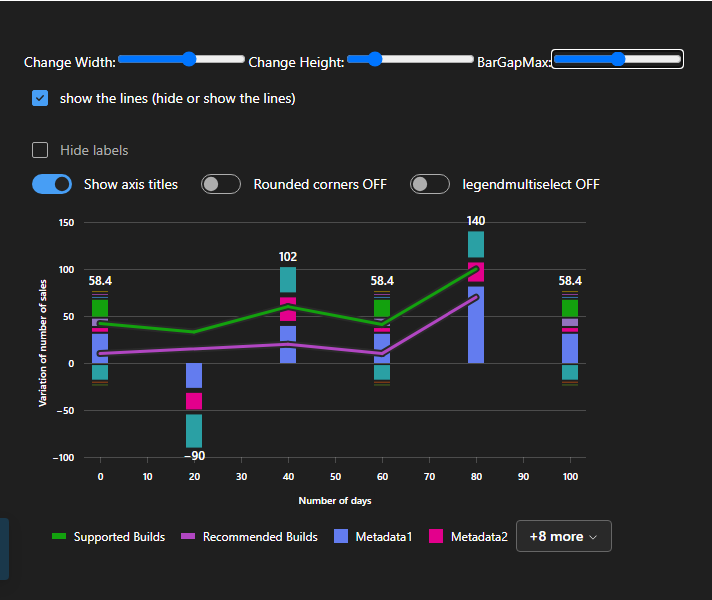 Change Width: Change Height: BarGapMax:
show the lines (hide or show the lines)
Hide labels
Show axis titles Rounded corners OFF legendmultiselect OFF
150
140
102
100
58.4 58.4 58.4
50
Variation of number of sales
0
−50
−90
−100
0 10 20 30 40 50 60 70 80 90 100
Number of days
Supported Builds Recommended Builds Metadata1 Metadata2 +8 more